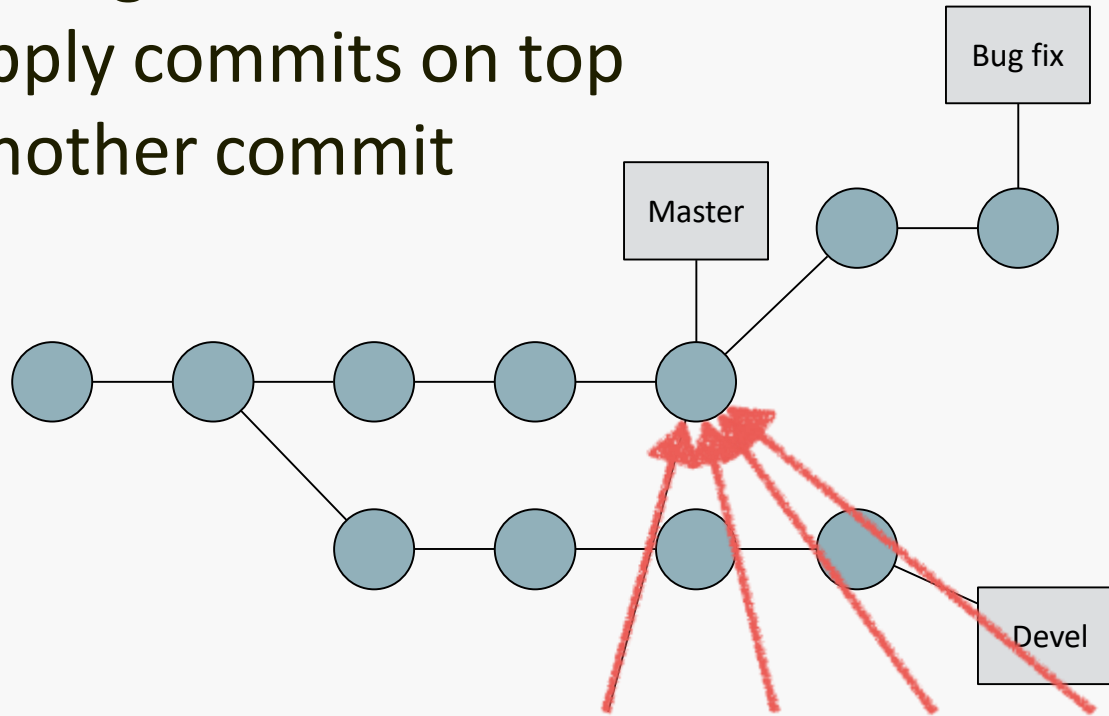 pply commits on top
nother commit
Bug fix
Master
Devel